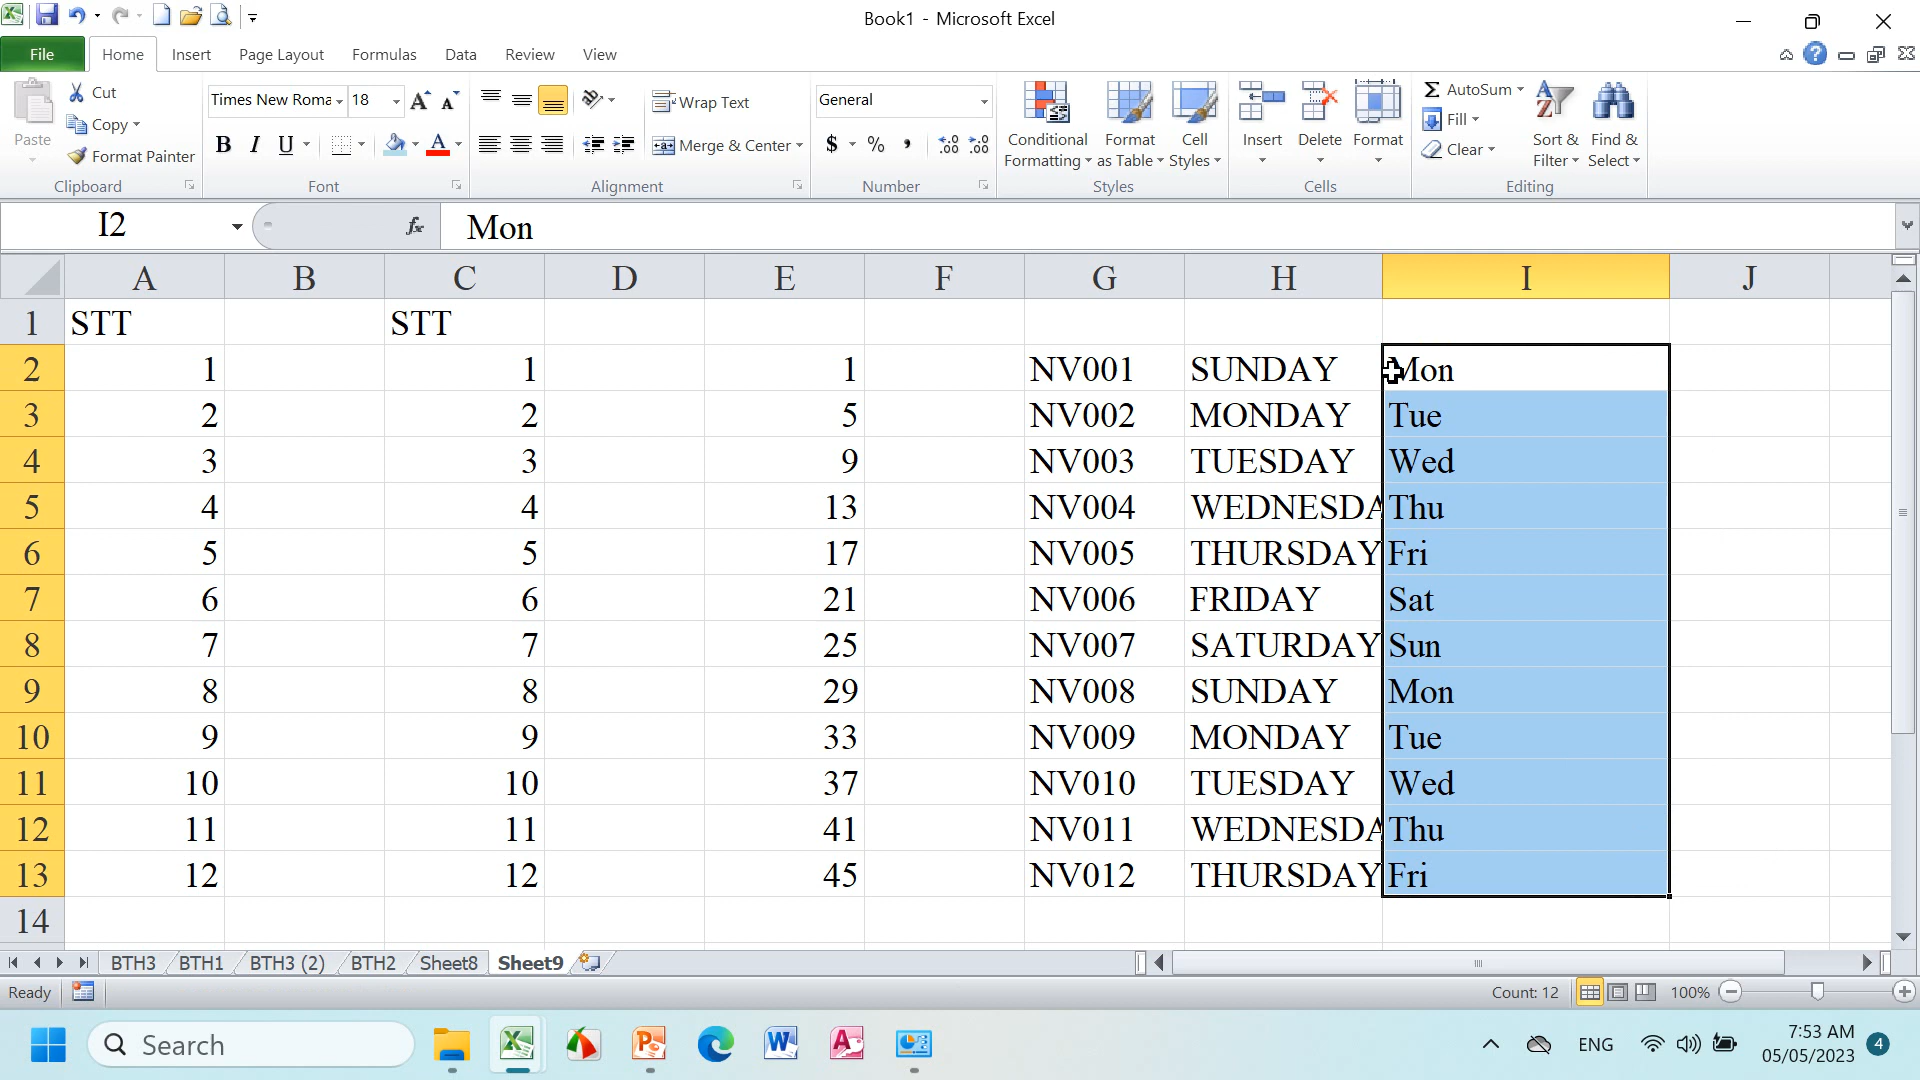 Book1 - Microsoft Excel
File Home Insert Page Layout Formulas Data Review View
Paste
Cut
Copy
Format Painter
Clipboard
Times New Roma 18
B I U
Font
Wrap Text
Merge & Center
Alignment
General
$ % ,
Number
Conditional Formatting
Format as Table
Cell Styles
Styles
Insert Delete Format
Cells
AutoSum
Fill
Clear
Sort & Filter
Find & Select
Editing
I2 fx Mon
A B C D E F G H I J
1 STT STT
2 1 1 1 NV001 SUNDAY Mon
3 2 2 5 NV002 MONDAY Tue
4 3 3 9 NV003 TUESDAY Wed
5 4 4 13 NV004 WEDNESDA Thu
6 5 5 17 NV005 THURSDAY Fri
7 6 6 21 NV006 FRIDAY Sat
8 7 7 25 NV007 SATURDAY Sun
9 8 8 29 NV008 SUNDAY Mon
10 9 9 33 NV009 MONDAY Tue
11 10 10 37 NV010 TUESDAY Wed
12 11 11 41 NV011 WEDNESDA Thu
13 12 12 45 NV012 THURSDAY Fri
14
BTH3 BTH1 BTH3 (2) BTH2 Sheet8 Sheet9
Ready Count: 12 100%
Search ENG 7:53 AM 4
05/05/2023